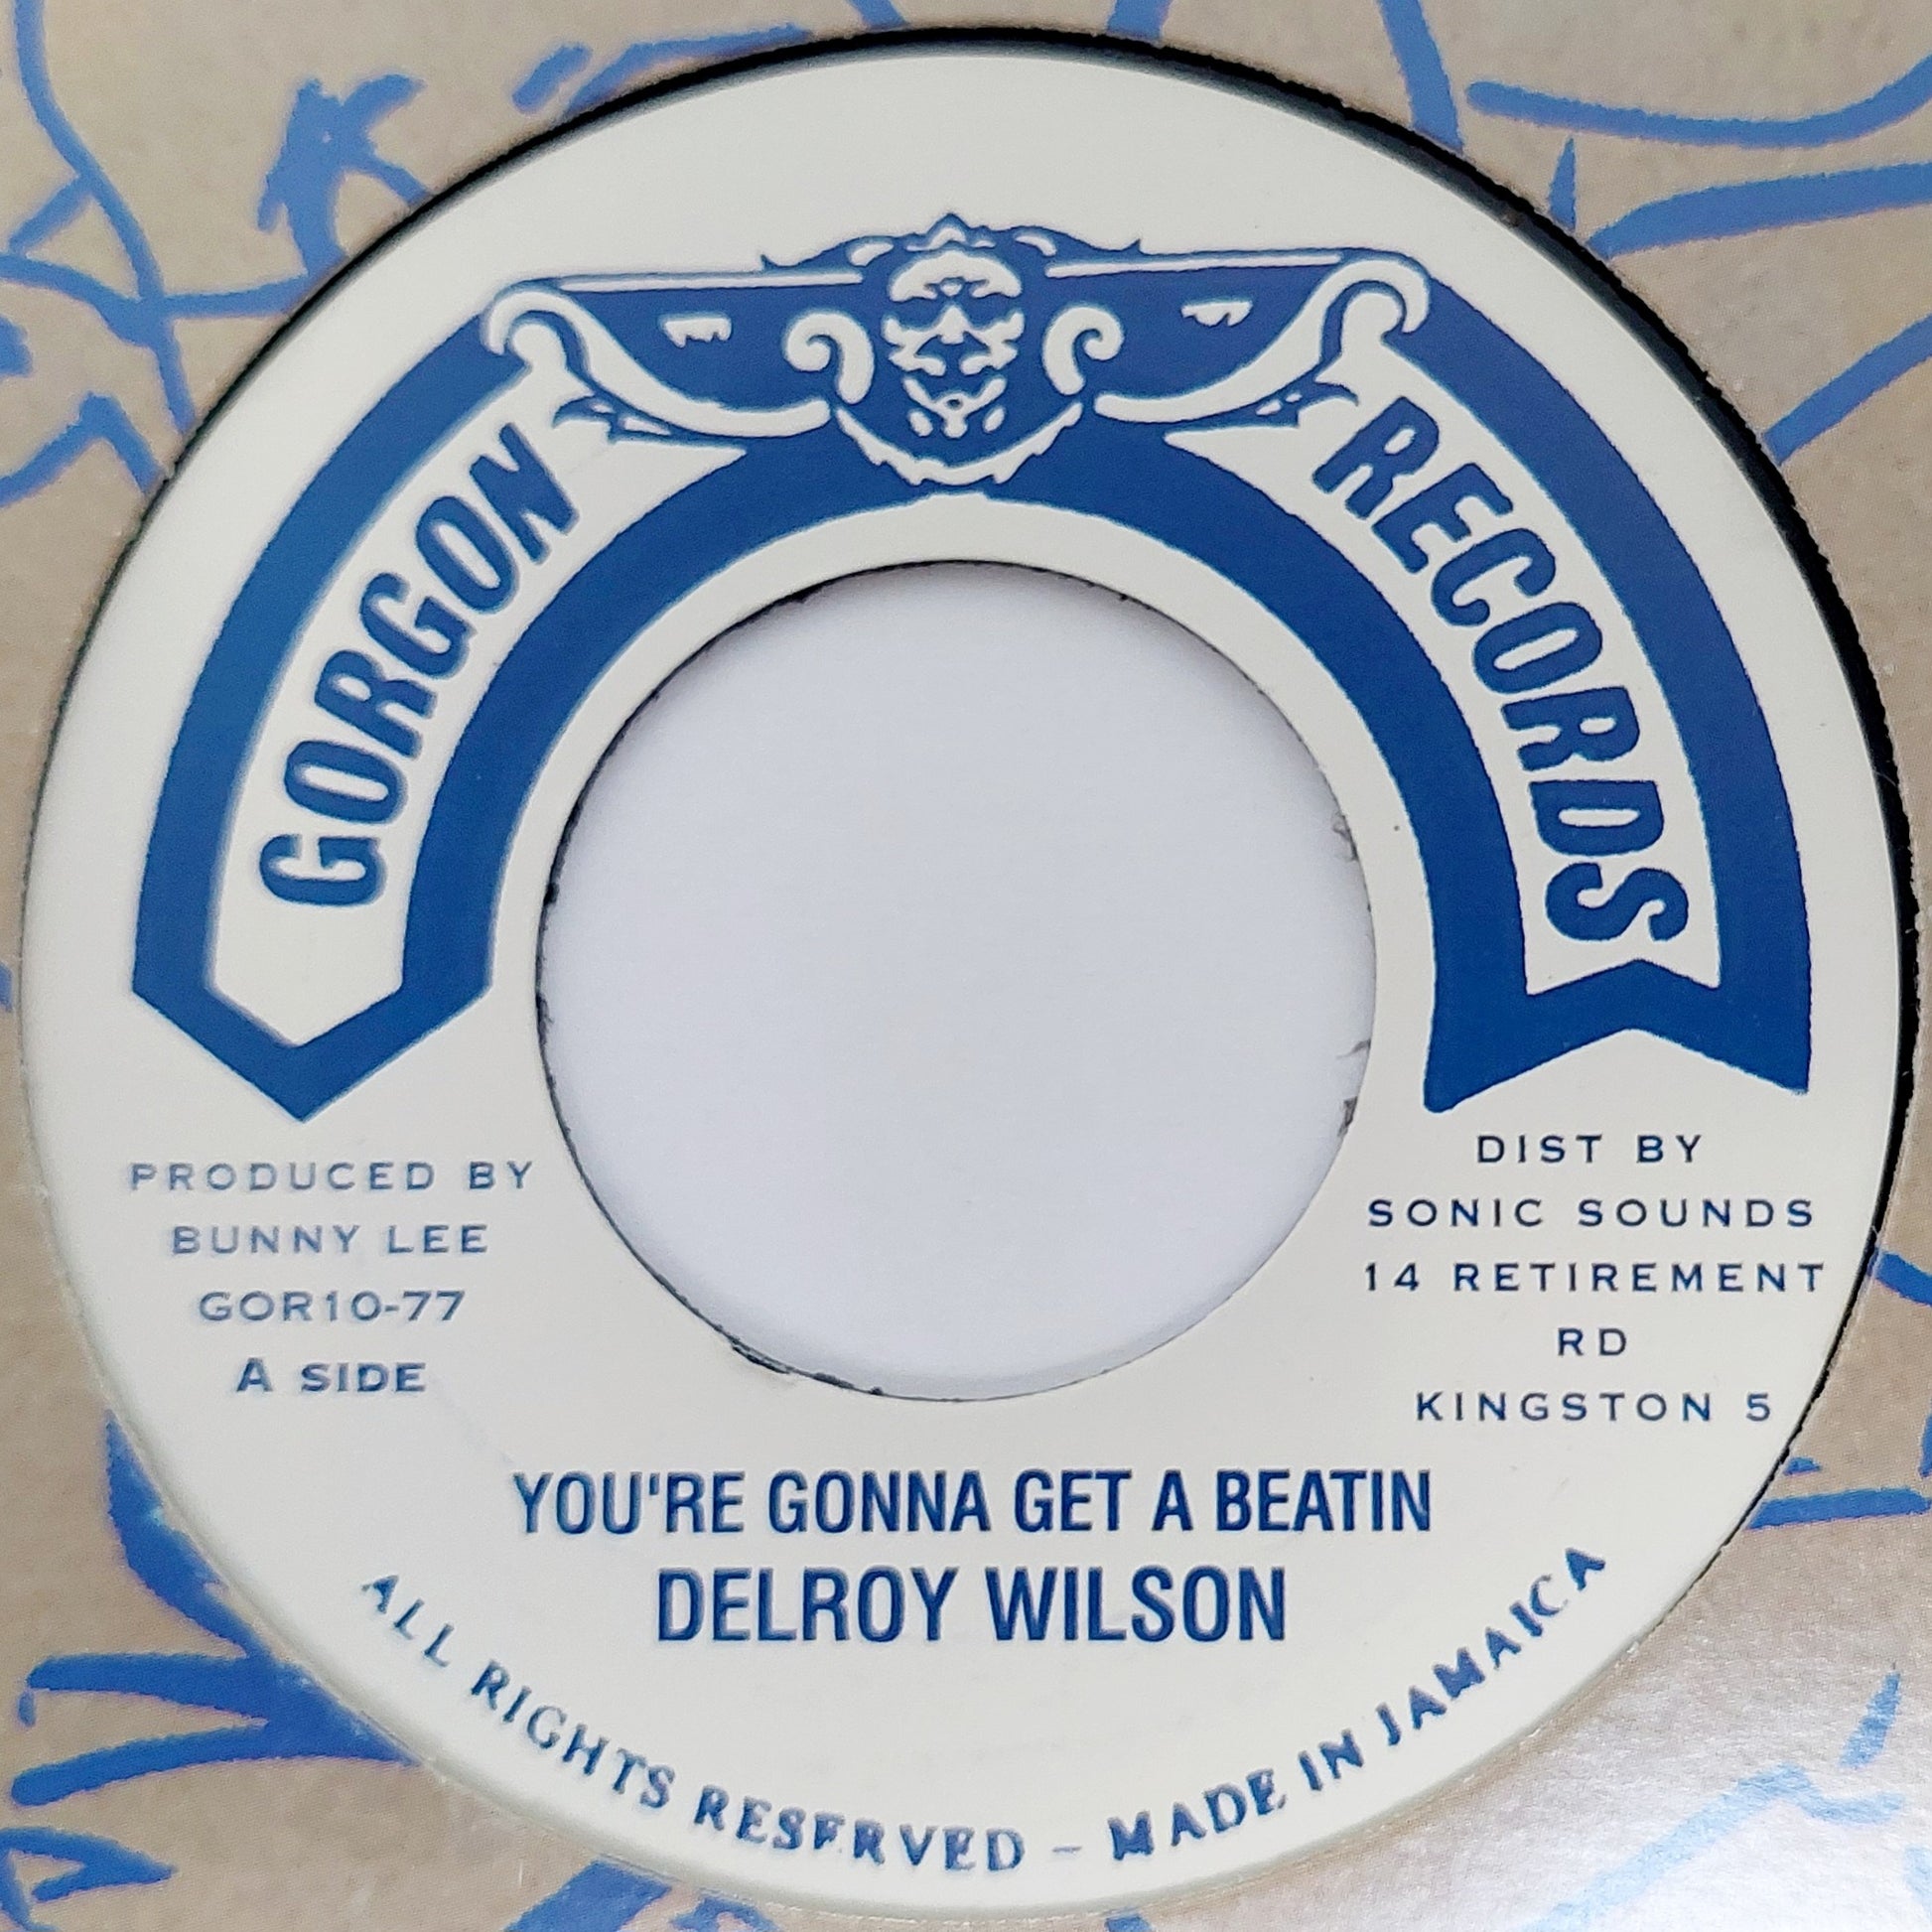 GORGON RECORDS
PRODUCED BY
BUNNY LEE
GOR10-77
A SIDE
DIST BY
SONIC SOUNDS
14 RETIREMENT
RD
KINGSTON 5
YOU'RE GONNA GET A BEATIN
DELROY WILSON
ALL RIGHTS RESERVED - MADE IN JAMAICA